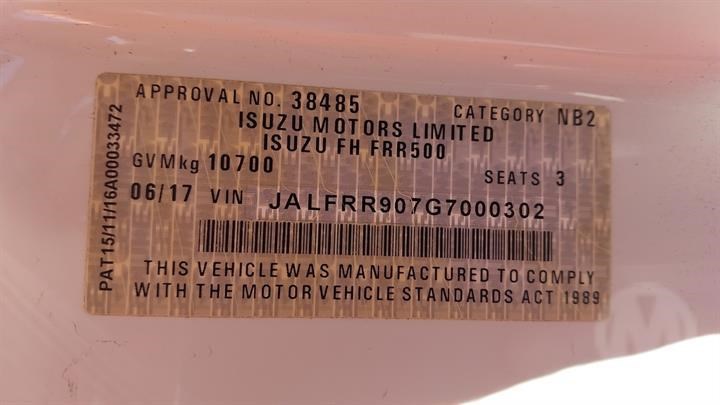 APPROVAL NO. 38485 CATEGORY NB2
ISUZU MOTORS LIMITED
ISUZU FH FRR500
GVMkg 10700 SEATS 3
06/17 VIN JALFRR907G7000302
THIS VEHICLE WAS MANUFACTURED TO COMPLY
WITH THE MOTOR VEHICLE STANDARDS ACT 1989
PAT15/11/16A00033472
M